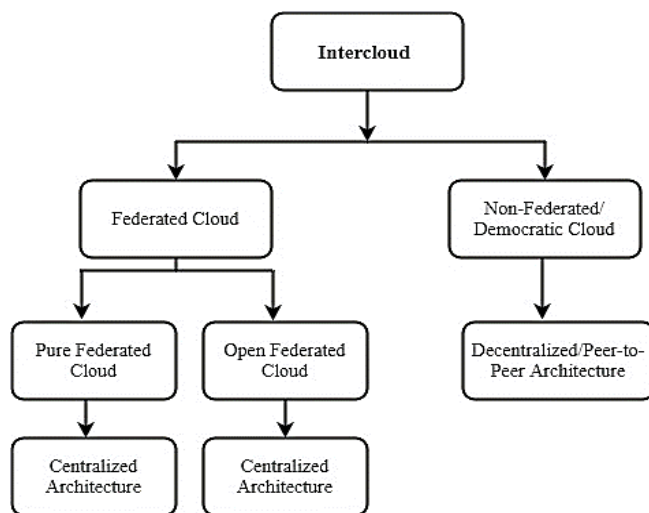 Intercloud
Federated Cloud
Non-Federated/
Democratic Cloud
Pure Federated
Cloud
Open Federated
Cloud
Decentralized/Peer-to-
Peer Architecture
Centralized
Architecture
Centralized
Architecture